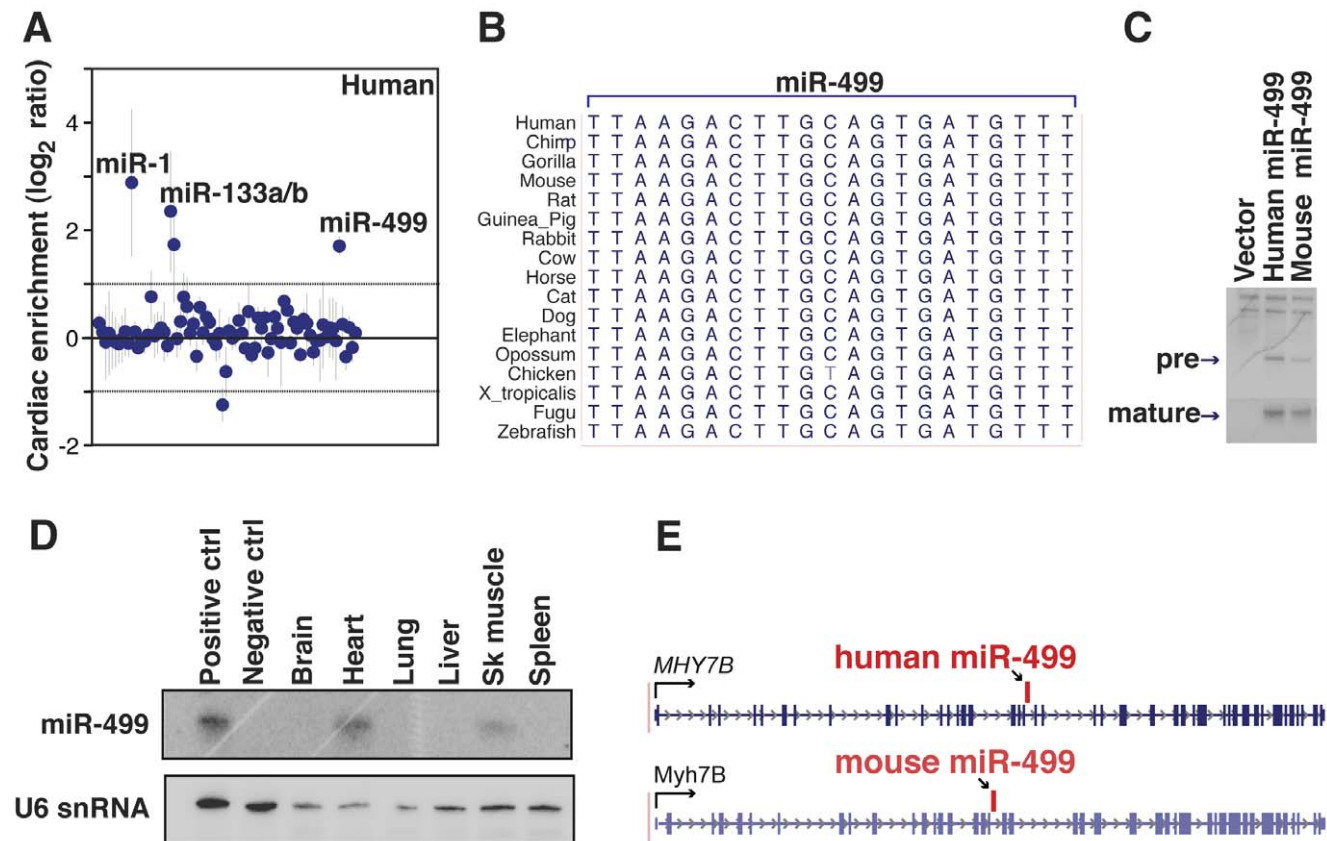 A
Cardiac enrichment (log2 ratio)
Human
4
2
0
-2
miR-1
miR-133a/b
miR-499
B
miR-499
Human T T A A G A C T T G C A G T G A T G T T T
Chimp T T A A G A C T T G C A G T G A T G T T T
Gorilla T T A A G A C T T G C A G T G A T G T T T
Mouse T T A A G A C T T G C A G T G A T G T T T
Rat T T A A G A C T T G C A G T G A T G T T T
Guinea_Pig T T A A G A C T T G C A G T G A T G T T T
Rabbit T T A A G A C T T G C A G T G A T G T T T
Cow T T A A G A C T T G C A G T G A T G T T T
Horse T T A A G A C T T G C A G T G A T G T T T
Cat T T A A G A C T T G C A G T G A T G T T T
Dog T T A A G A C T T G C A G T G A T G T T T
Elephant T T A A G A C T T G C A G T G A T G T T T
Opossum T T A A G A C T T G C A G T G A T G T T T
Chicken T T A A G A C T T G T A G T G A T G T T T
X_tropicalis T T A A G A C T T G C A G T G A T G T T T
Fugu T T A A G A C T T G C A G T G A T G T T T
Zebrafish T T A A G A C T T G C A G T G A T G T T T
C
Vector
Human miR-499
Mouse miR-499
pre
mature
D
Positive ctrl
Negative ctrl
Brain
Heart
Lung
Liver
Sk muscle
Spleen
miR-499
U6 snRNA
E
MHY7B
human miR-499
Myh7B
mouse miR-499